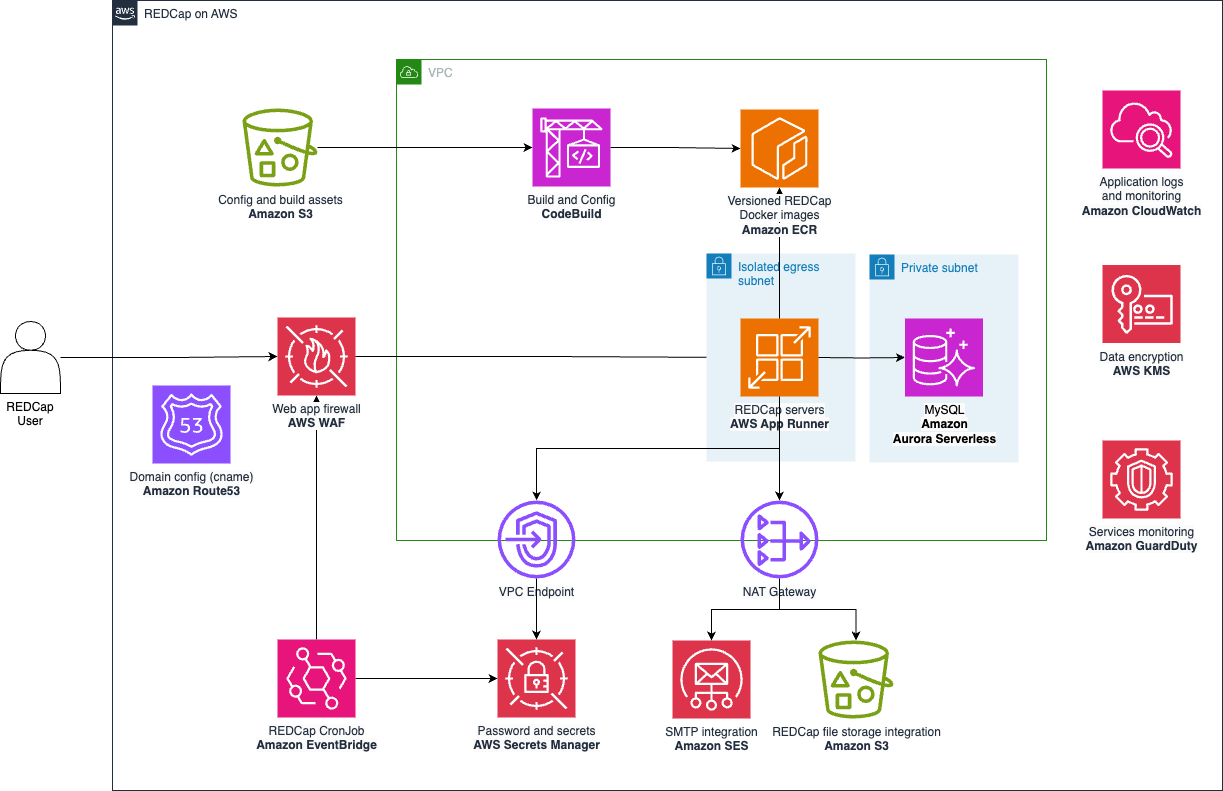 aws
REDCap on AWS
VPC
Config and build assets
Amazon S3
Build and Config
CodeBuild
Versioned REDCap
Docker images
Amazon ECR
Application logs
and monitoring
Amazon CloudWatch
Isolated egress
subnet
Private subnet
REDCap
User
Web app firewall
AWS WAF
REDCap servers
AWS App Runner
MySQL
Amazon
Aurora Serverless
Data encryption
AWS KMS
53
Domain config (cname)
Amazon Route53
Services monitoring
Amazon GuardDuty
VPC Endpoint
NAT Gateway
REDCap CronJob
Amazon EventBridge
Password and secrets
AWS Secrets Manager
SMTP integration
Amazon SES
REDCap file storage integration
Amazon S3